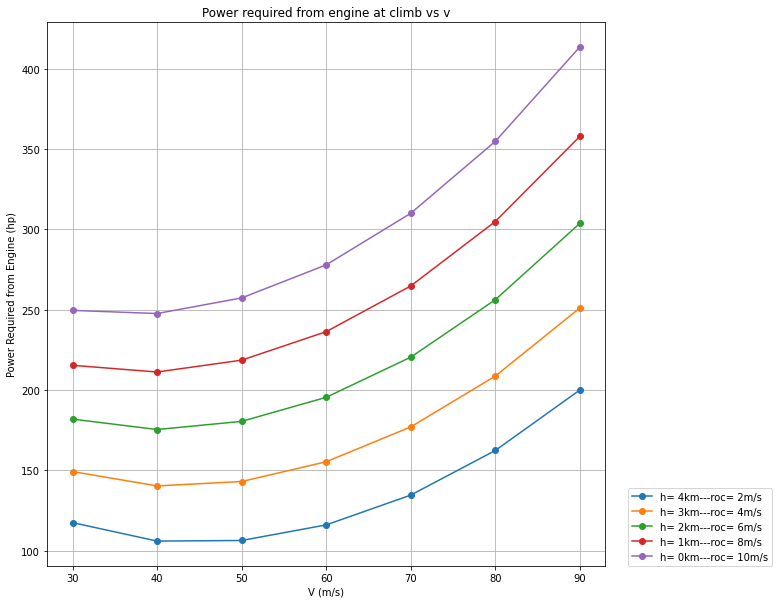 Power required from engine at climb vs v
Power Required from Engine (hp)
400
350
300
250
200
150
100
30 40 50 60 70 80 90
V (m/s)
h= 4km---roc= 2m/s
h= 3km---roc= 4m/s
h= 2km---roc= 6m/s
h= 1km---roc= 8m/s
h= 0km---roc= 10m/s